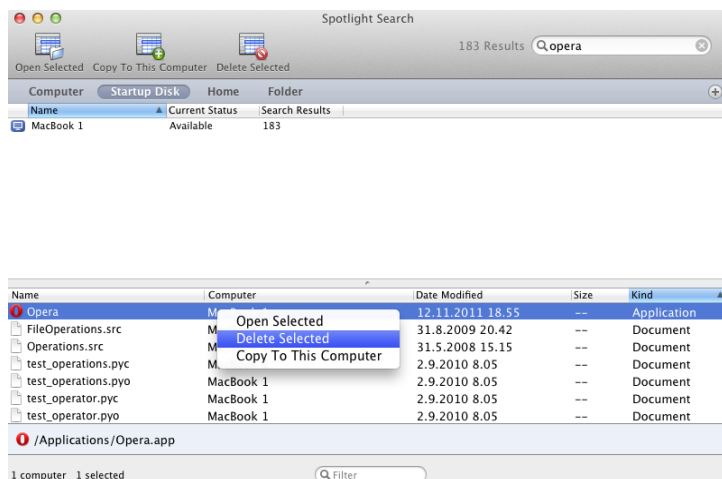 Spotlight Search
183 Results opera
Open Selected Copy To This Computer Delete Selected
Computer Startup Disk Home Folder
Name Current Status Search Results
MacBook 1 Available 183
Name Computer Date Modified Size Kind
Opera 12.11.2011 18.55 -- Application
FileOperations.src 31.8.2009 20.42 -- Document
Operations.src 31.5.2008 15.15 -- Document
test_operations.pyc 2.9.2010 8.05 -- Document
test_operations.pyo MacBook 1 2.9.2010 8.05 -- Document
test_operator.pyc MacBook 1 2.9.2010 8.05 -- Document
test_operator.pyo MacBook 1 2.9.2010 8.05 -- Document
Open Selected
Delete Selected
Copy To This Computer
/Applications/Opera.app
1 computer 1 selected Filter